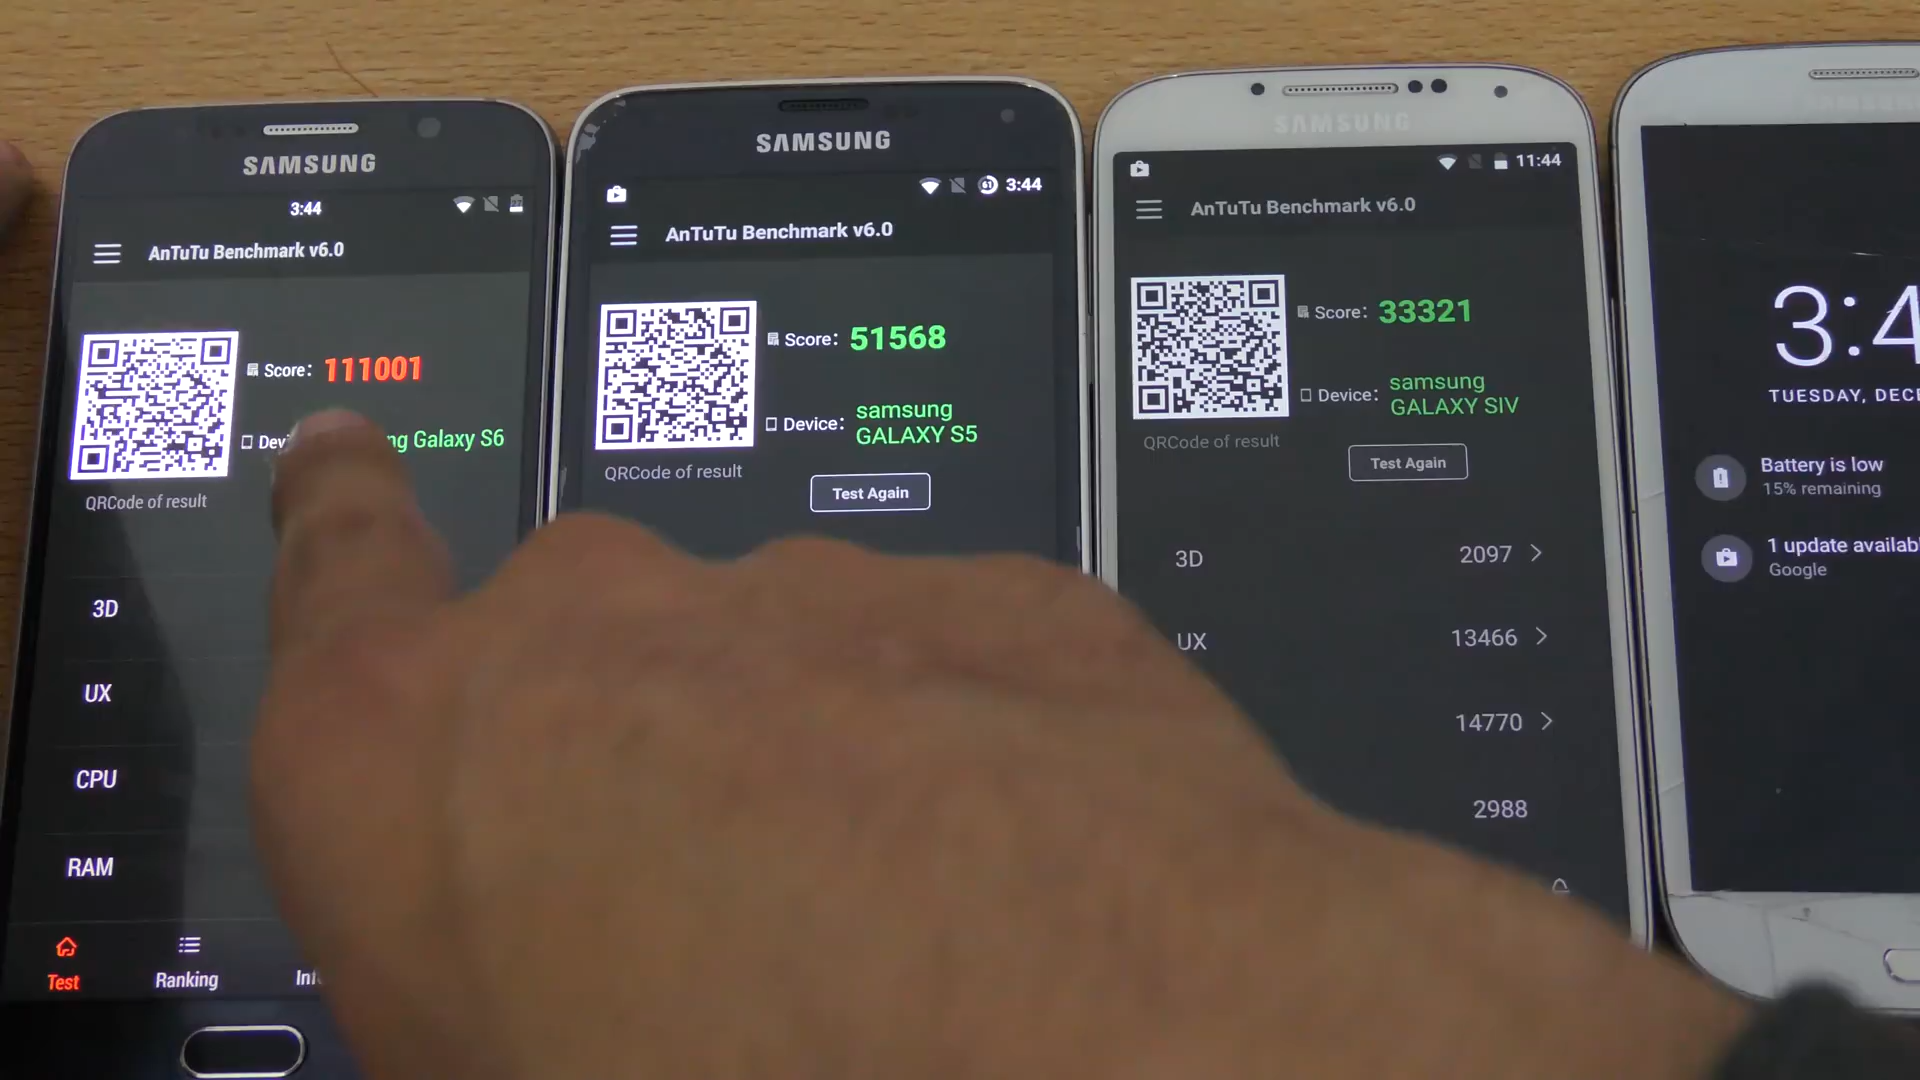 SAMSUNG
3:44
AnTuTu Benchmark v6.0
Score: 111001
Galaxy S6
QRCode of result
3D
UX
CPU
RAM
Test
Ranking
SAMSUNG
61
3:44
AnTuTu Benchmark v6.0
Score: 51568
Device: samsung
GALAXY S5
QRCode of result
Test Again
SAMSUNG
11:44
AnTuTu Benchmark v6.0
Score: 33321
Device: samsung
GALAXY SIV
QRCode of result
Test Again
3D 2097
UX 13466
14770
2988
3:4
TUESDAY, DEC
Battery is low
15% remaining
1 update availab
Google